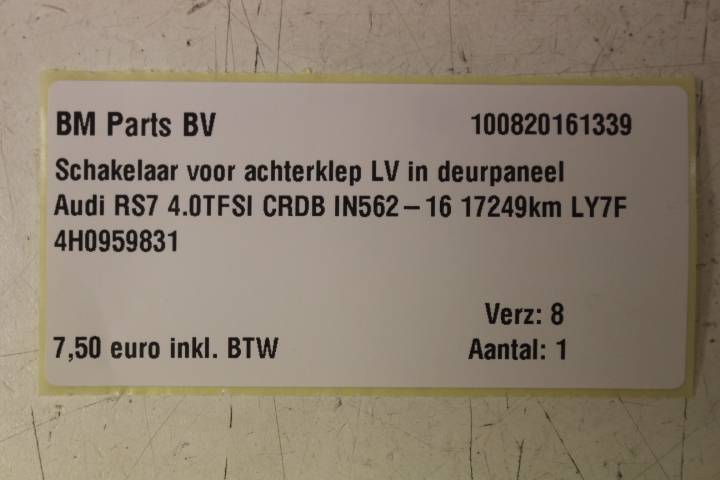 BM Parts BV 100820161339
Schakelaar voor achterklep LV in deurpaneel
Audi RS7 4.0TFSI CRDB IN562-16 17249km LY7F
4H0959831
Verz: 8
7,50 euro inkl. BTW Aantal: 1